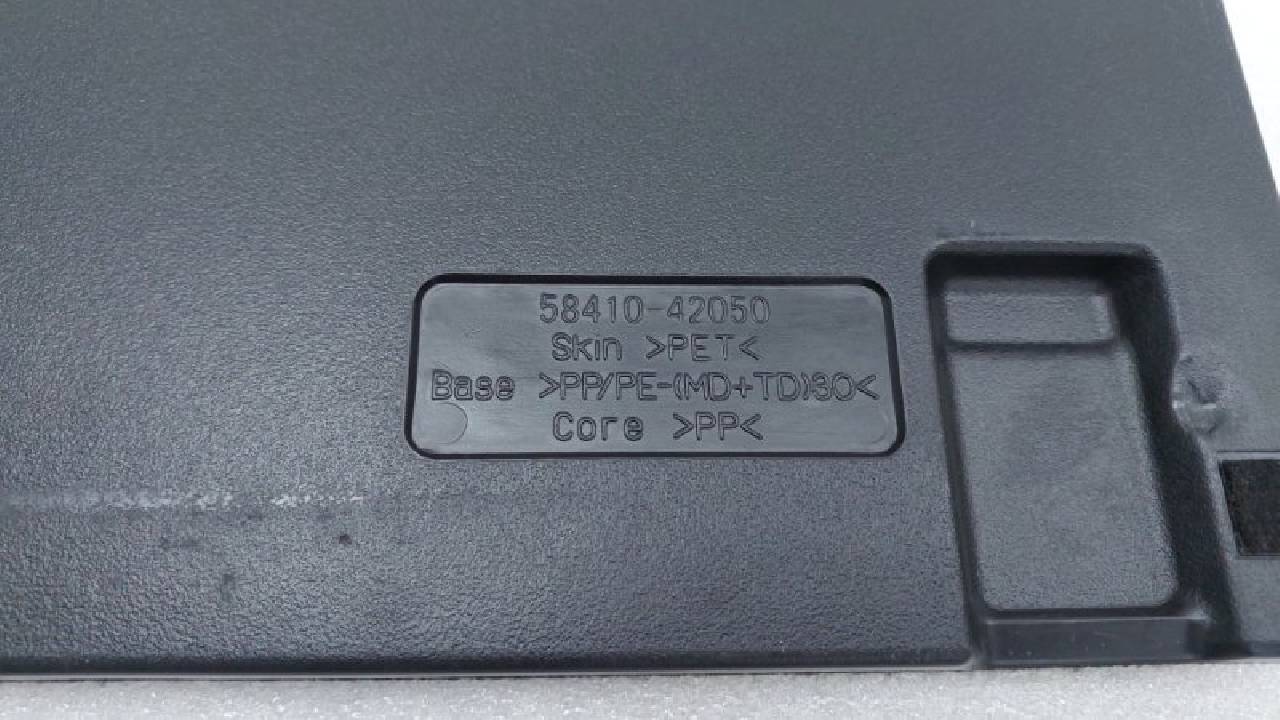 58410-42050
Skin >PET<
Base >PP/PE-(MD+TD)30<
Core >PP<